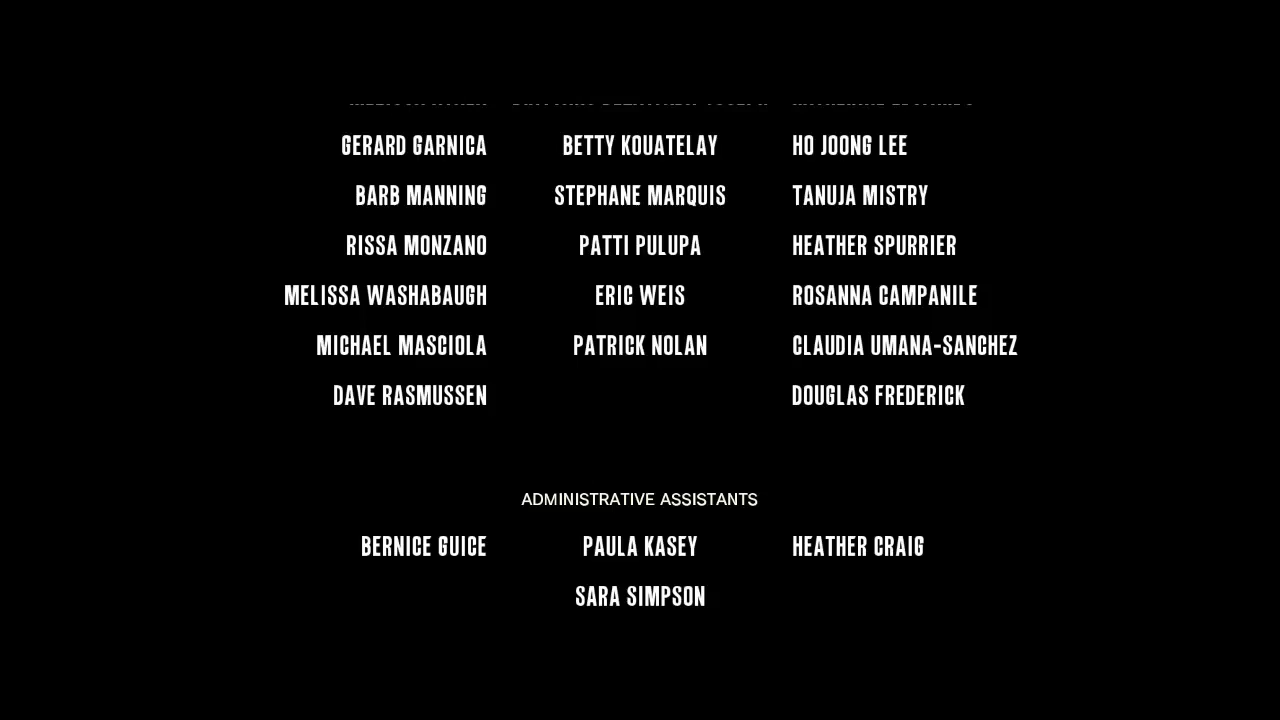 GERARD GARNICA BETTY KOUATELAY HO JOONG LEE
BARB MANNING STEPHANE MARQUIS TANUJA MISTRY
RISSA MONZANO PATTI PULUPA HEATHER SPURRIER
MELISSA WASHABAUGH ERIC WEIS ROSANNA CAMPANILE
MICHAEL MASCIOLA PATRICK NOLAN CLAUDIA UMANA-SANCHEZ
DAVE RASMUSSEN DOUGLAS FREDERICK
ADMINISTRATIVE ASSISTANTS
BERNICE GUICE PAULA KASEY HEATHER CRAIG
SARA SIMPSON